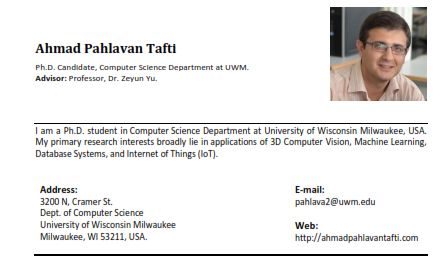 Ahmad Pahlavan Tafti
Ph.D. Candidate, Computer Science Department at UWM.
Advisor: Professor, Dr. Zeyun Yu.
I am a Ph.D. student in Computer Science Department at University of Wisconsin Milwaukee, USA.
My primary research interests broadly lie in applications of 3D Computer Vision, Machine Learning,
Database Systems, and Internet of Things (IoT).
Address:
3200 N, Cramer St.
Dept. of Computer Science
University of Wisconsin Milwaukee
Milwaukee, WI 53211, USA.
E-mail:
pahlava2@uwm.edu
Web:
http://ahmadpahlavantafti.com